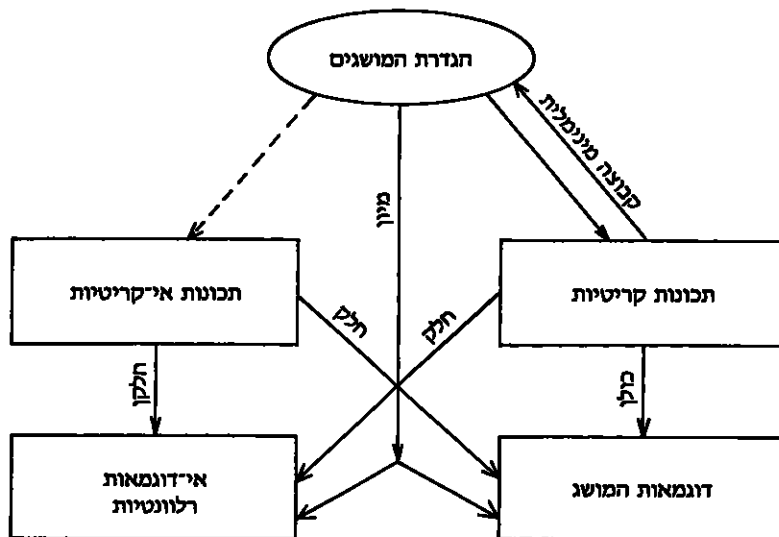 הגדרת המושגים
קבוצה מינימלית
מיון
תכונות קריטיות
תכונות אי־קריטיות
חלק
חלק
כולן
חלקן
דוגמאות המושג
אי־דוגמאות
רלוונטיות